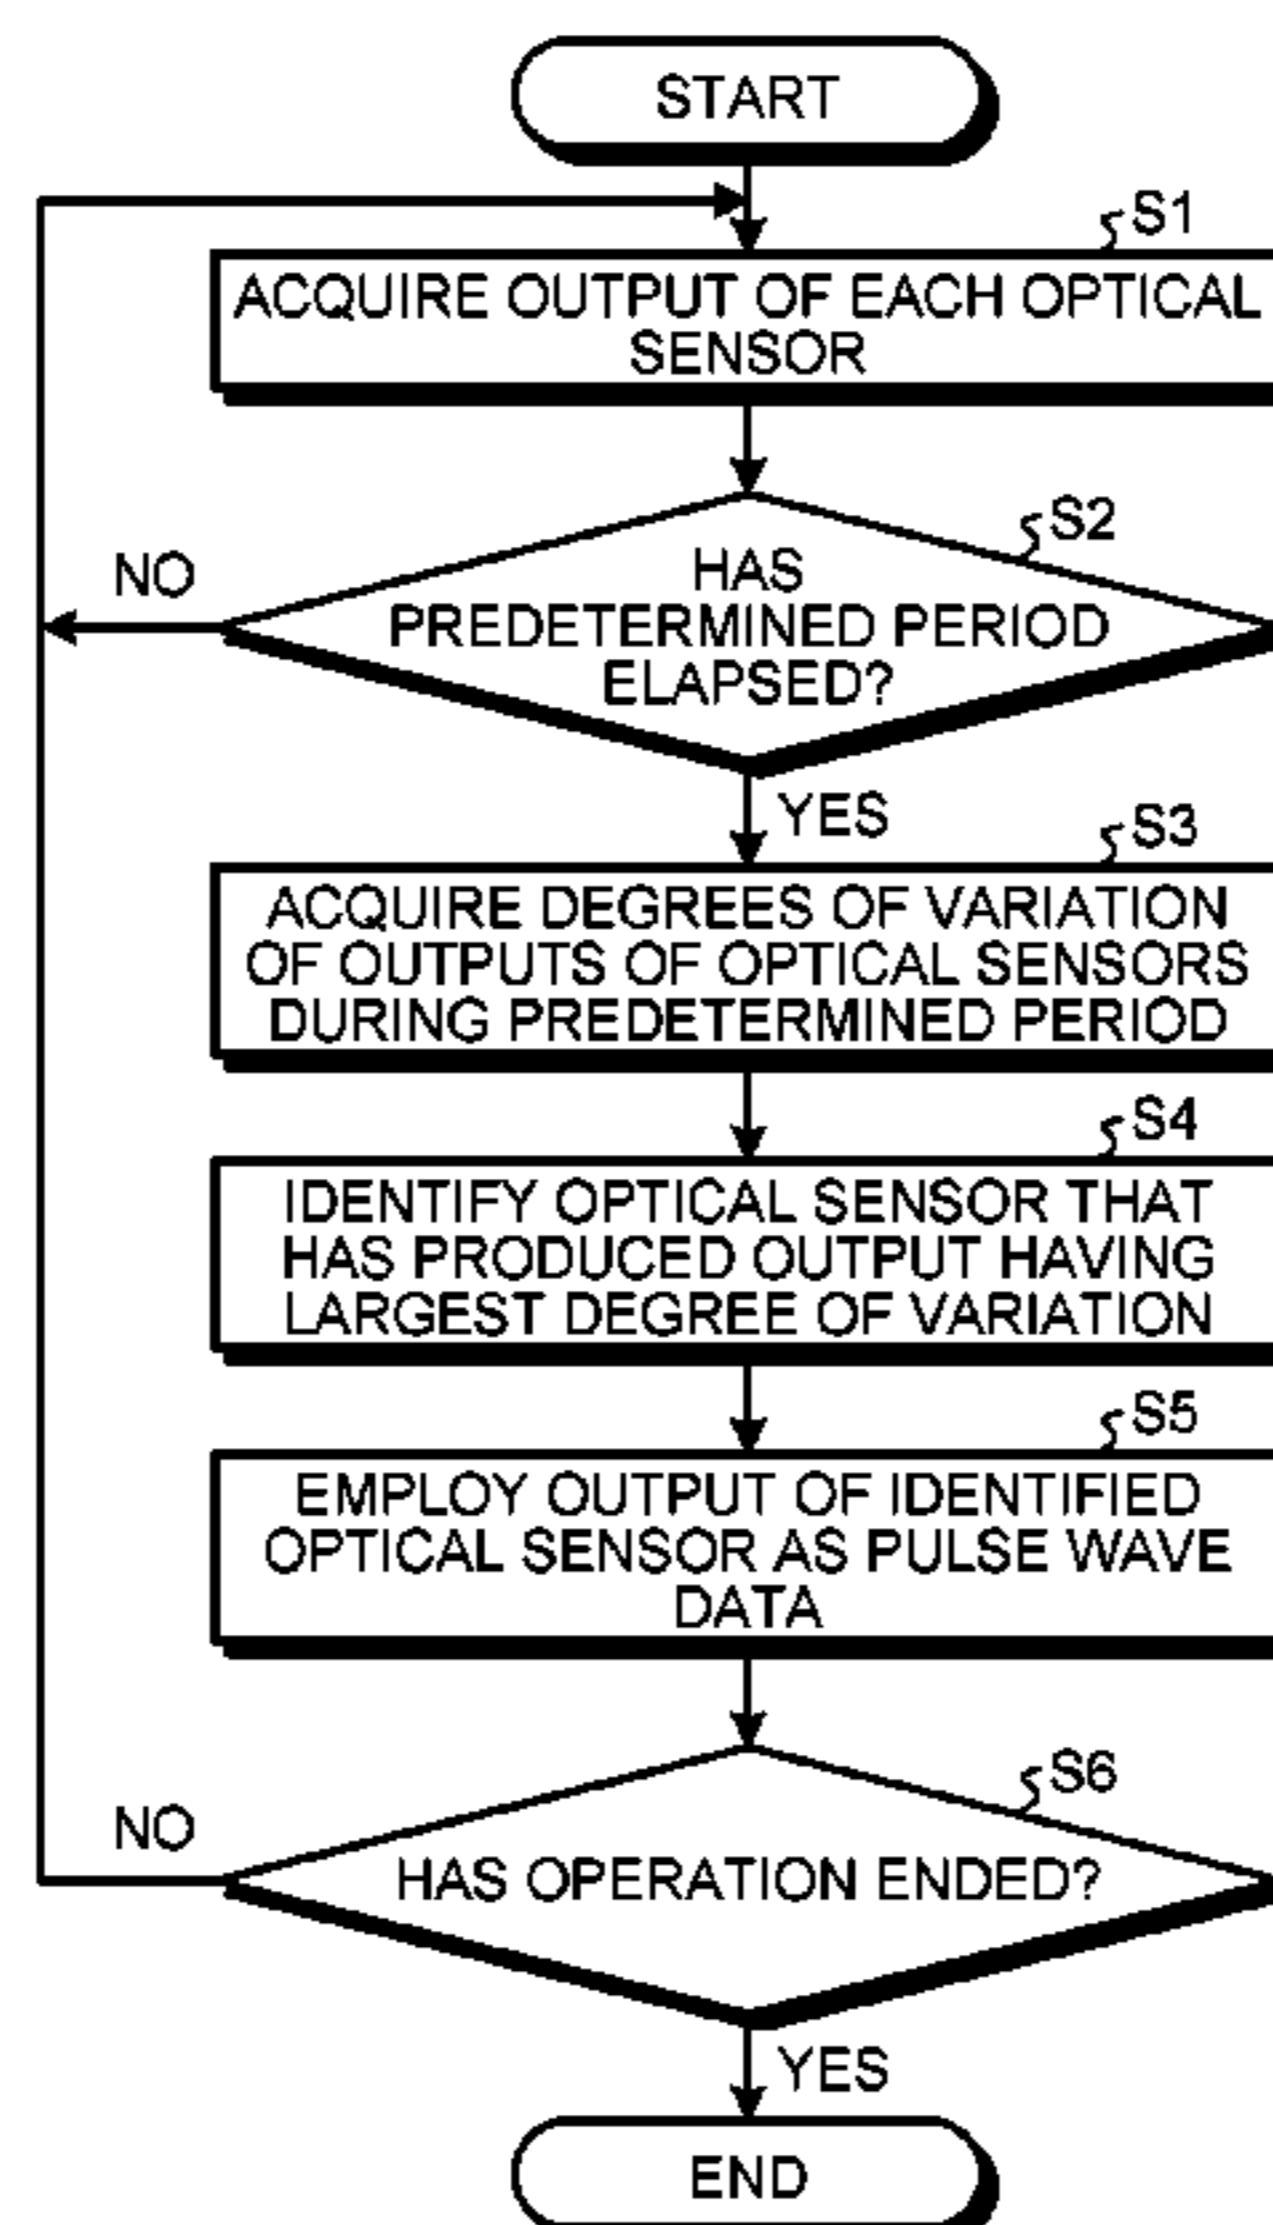 START
S1
ACQUIRE OUTPUT OF EACH OPTICAL
SENSOR
S2
HAS
PREDETERMINED PERIOD
ELAPSED?
NO
YES
S3
ACQUIRE DEGREES OF VARIATION
OF OUTPUTS OF OPTICAL SENSORS
DURING PREDETERMINED PERIOD
S4
IDENTIFY OPTICAL SENSOR THAT
HAS PRODUCED OUTPUT HAVING
LARGEST DEGREE OF VARIATION
S5
EMPLOY OUTPUT OF IDENTIFIED
OPTICAL SENSOR AS PULSE WAVE
DATA
S6
NO
HAS OPERATION ENDED?
YES
END